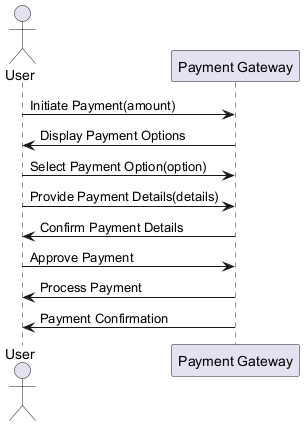 User
Payment Gateway
Initiate Payment(amount)
Display Payment Options
Select Payment Option(option)
Provide Payment Details(details)
Confirm Payment Details
Approve Payment
Process Payment
Payment Confirmation
User
Payment Gateway